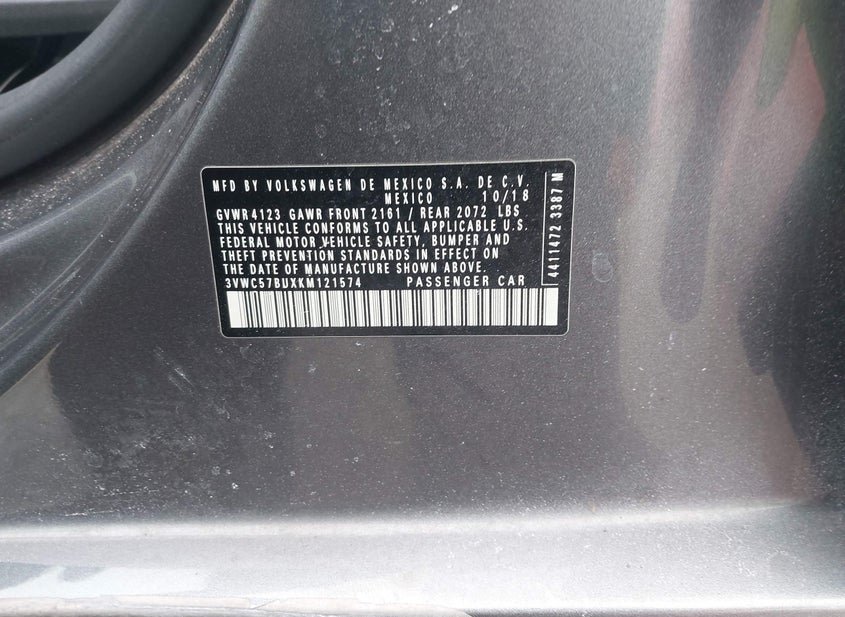 MFD BY VOLKSWAGEN DE MEXICO S.A. DE C.V.
MEXICO 10/18
GVWR 4123 GAWR FRONT 2161 / REAR 2072 LBS
THIS VEHICLE CONFORMS TO ALL APPLICABLE U.S.
FEDERAL MOTOR VEHICLE SAFETY, BUMPER AND
THEFT PREVENTION STANDARDS IN EFFECT ON
THE DATE OF MANUFACTURE SHOWN ABOVE.
3VWC57BUXKM121574 PASSENGER CAR
4411472 3387 M